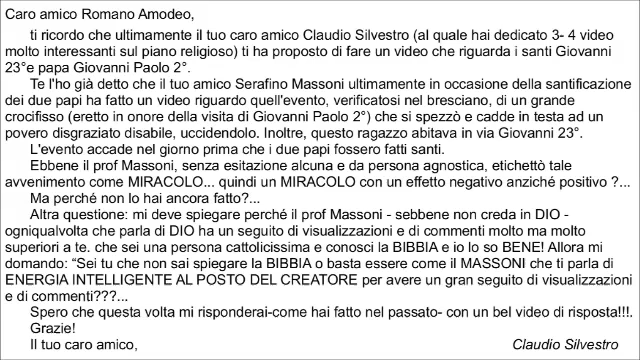 Caro amico Romano Amodeo,
ti ricordo che ultimamente il tuo caro amico Claudio Silvestro (al quale hai dedicato 3- 4 video
molto interessanti sul piano religioso) ti ha proposto di fare un video che riguarda i santi Giovanni
23°e papa Giovanni Paolo 2°.
Te l'ho già detto che il tuo amico Serafino Massoni ultimamente in occasione della santificazione
dei due papi ha fatto un video riguardo quell'evento, verificatosi nel bresciano, di un grande
crocifisso (eretto in onore della visita di Giovanni Paolo 2°) che si spezzò e cadde in testa ad un
povero disgraziato disabile, uccidendolo. Inoltre, questo ragazzo abitava in via Giovanni 23°.
L'evento accade nel giorno prima che i due papi fossero fatti santi.
Ebbene il prof Massoni, senza esitazione alcuna e da persona agnostica, etichettò tale
avvenimento come MIRACOLO... quindi un MIRACOLO con un effetto negativo anziché positivo ?...
Ma perché non lo hai ancora fatto?...
Altra questione: mi deve spiegare perché il prof Massoni - sebbene non creda in DIO -
ogniqualvolta che parla di DIO ha un seguito di visualizzazioni e di commenti molto ma molto
superiori a te. che sei una persona cattolicissima e conosci la BIBBIA e io lo so BENE! Allora mi
domando: “Sei tu che non sai spiegare la BIBBIA o basta essere come il MASSONI che ti parla di
ENERGIA INTELLIGENTE AL POSTO DEL CREATORE per avere un gran seguito di visualizzazioni
e di commenti???...
Spero che questa volta mi risponderai-come hai fatto nel passato- con un bel video di risposta!!!.
Grazie!
Il tuo caro amico, Claudio Silvestro